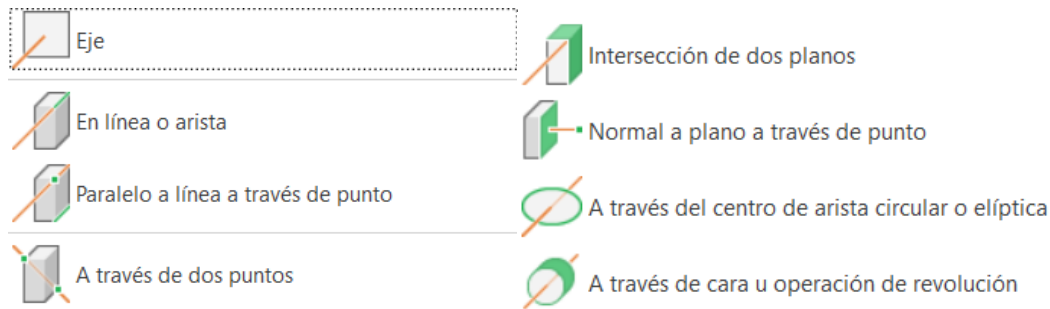 Eje
En línea o arista
Paralelo a línea a través de punto
A través de dos puntos
Intersección de dos planos
Normal a plano a través de punto
A través del centro de arista circular o elíptica
A través de cara u operación de revolución